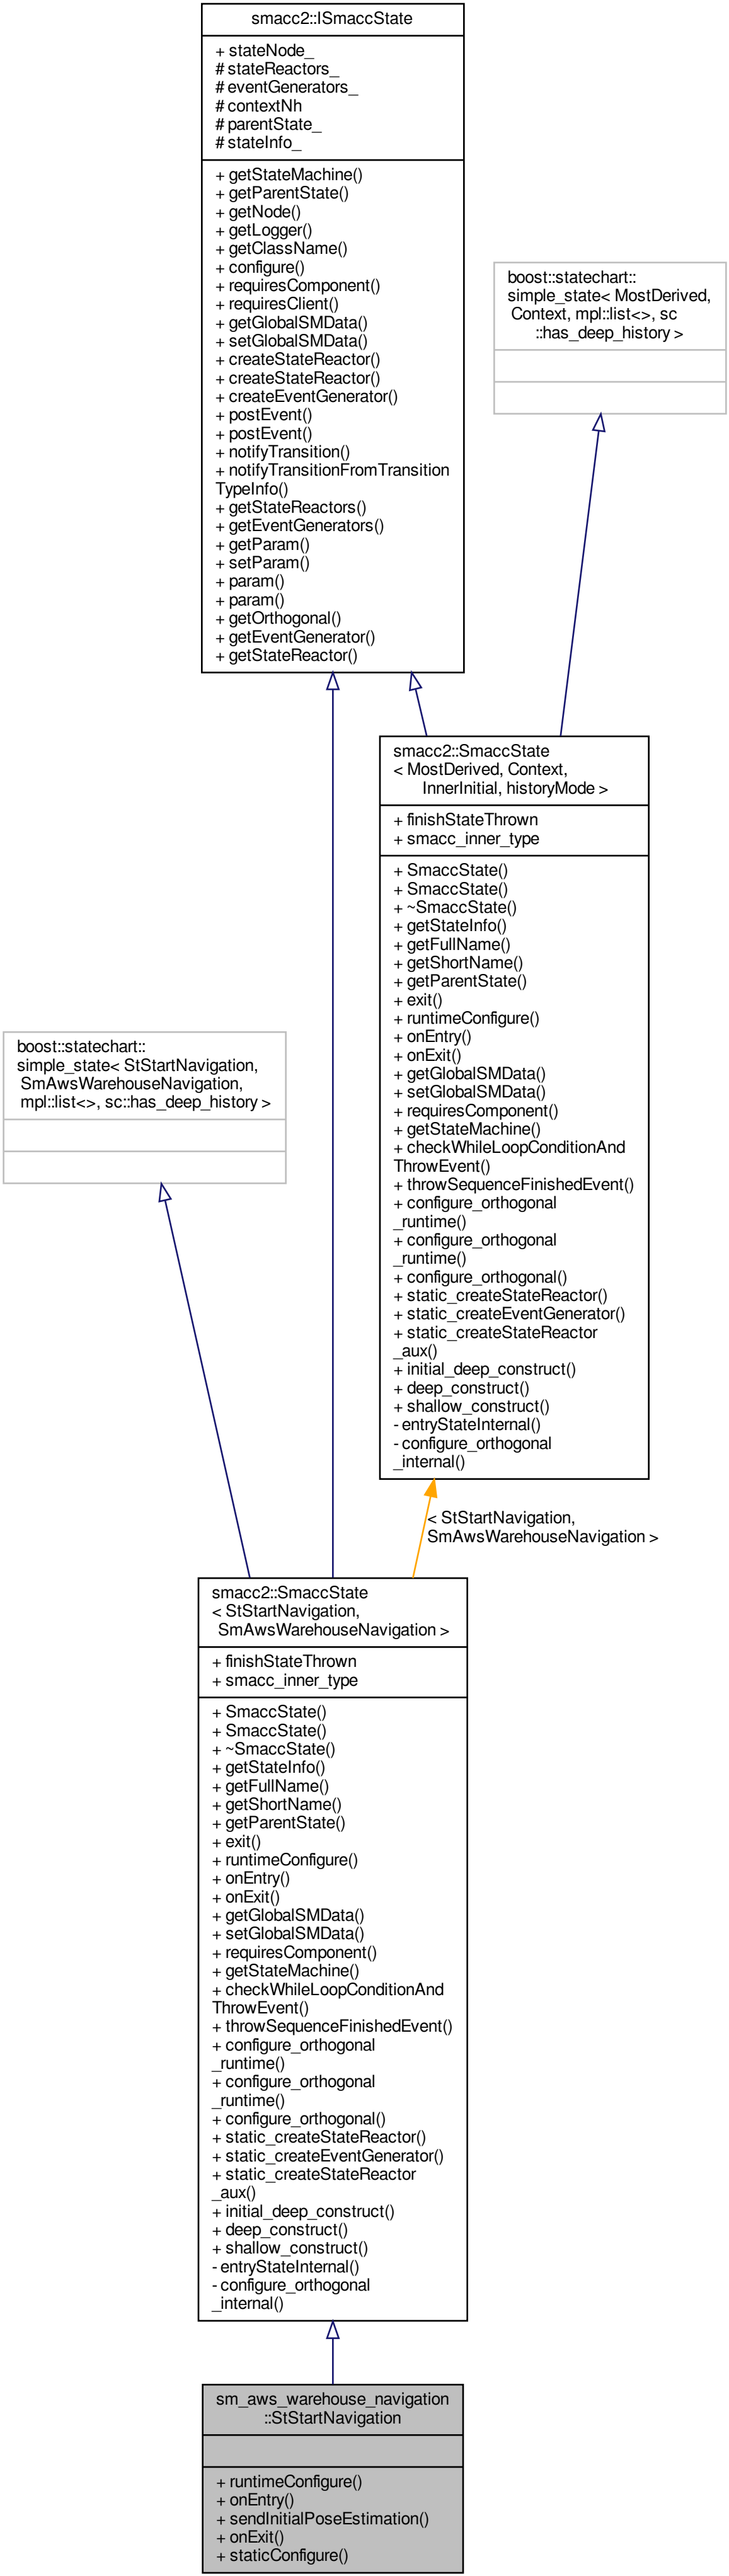 smacc2::ISmaccState
+ stateNode_
# stateReactors_
# eventGenerators_
# contextNh
# parentState_
# stateInfo_
+ getStateMachine()
+ getParentState()
+ getNode()
+ getLogger()
+ getClassName()
+ configure()
+ requiresComponent()
+ requiresClient()
+ getGlobalSMData()
+ setGlobalSMData()
+ createStateReactor()
+ createStateReactor()
+ createEventGenerator()
+ postEvent()
+ postEvent()
+ notifyTransition()
+ notifyTransitionFromTransition
TypeInfo()
+ getStateReactors()
+ getEventGenerators()
+ getParam()
+ setParam()
+ param()
+ param()
+ getOrthogonal()
+ getEventGenerator()
+ getStateReactor()
boost::statechart::
simple_state< MostDerived,
Context, mpl::list<>, sc
::has_deep_history >
smacc2::SmaccState
< MostDerived, Context,
InnerInitial, historyMode >
+ finishStateThrown
+ smacc_inner_type
+ SmaccState()
+ SmaccState()
+ ~SmaccState()
+ getStateInfo()
+ getFullName()
+ getShortName()
+ getParentState()
+ exit()
+ runtimeConfigure()
+ onEntry()
+ onExit()
+ getGlobalSMData()
+ setGlobalSMData()
+ requiresComponent()
+ getStateMachine()
+ checkWhileLoopConditionAnd
ThrowEvent()
+ throwSequenceFinishedEvent()
+ configure_orthogonal
_runtime()
+ configure_orthogonal
_runtime()
+ configure_orthogonal()
+ static_createStateReactor()
+ static_createEventGenerator()
+ static_createStateReactor
_aux()
+ initial_deep_construct()
+ deep_construct()
+ shallow_construct()
- entryStateInternal()
- configure_orthogonal
_internal()
boost::statechart::
simple_state< StStartNavigation,
SmAwsWarehouseNavigation,
mpl::list<>, sc::has_deep_history >
< StStartNavigation,
SmAwsWarehouseNavigation >
smacc2::SmaccState
< StStartNavigation,
SmAwsWarehouseNavigation >
+ finishStateThrown
+ smacc_inner_type
+ SmaccState()
+ SmaccState()
+ ~SmaccState()
+ getStateInfo()
+ getFullName()
+ getShortName()
+ getParentState()
+ exit()
+ runtimeConfigure()
+ onEntry()
+ onExit()
+ getGlobalSMData()
+ setGlobalSMData()
+ requiresComponent()
+ getStateMachine()
+ checkWhileLoopConditionAnd
ThrowEvent()
+ throwSequenceFinishedEvent()
+ configure_orthogonal
_runtime()
+ configure_orthogonal
_runtime()
+ configure_orthogonal()
+ static_createStateReactor()
+ static_createEventGenerator()
+ static_createStateReactor
_aux()
+ initial_deep_construct()
+ deep_construct()
+ shallow_construct()
- entryStateInternal()
- configure_orthogonal
_internal()
sm_aws_warehouse_navigation
::StStartNavigation
+ runtimeConfigure()
+ onEntry()
+ sendInitialPoseEstimation()
+ onExit()
+ staticConfigure()